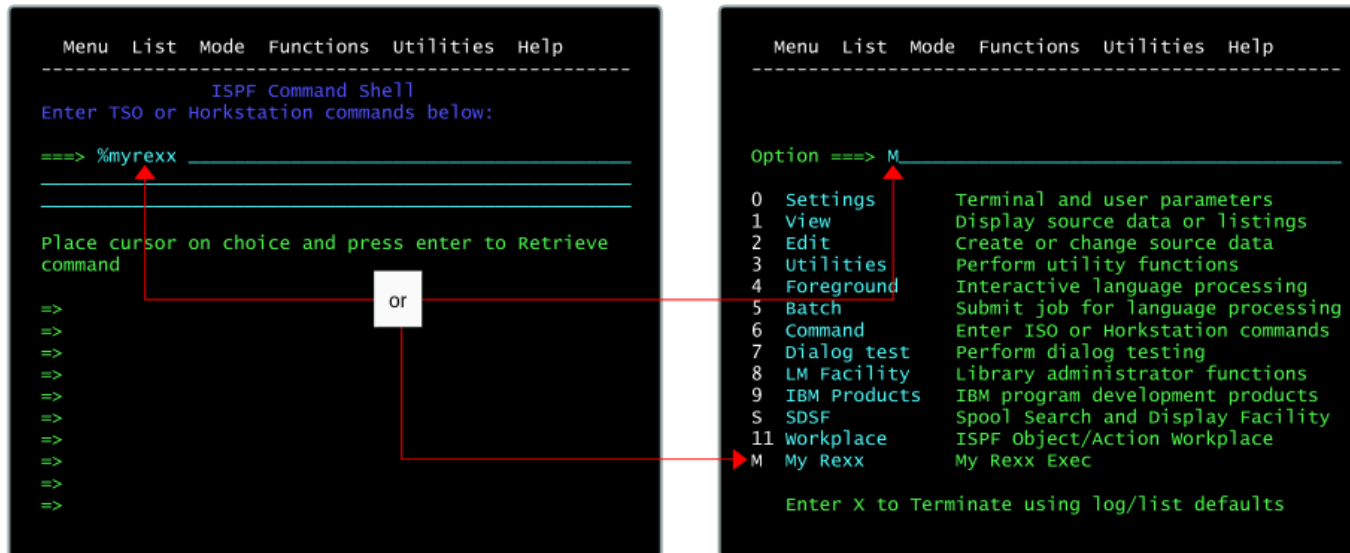 Menu List Mode Functions Utilities Help
--------------------------------------------------------------
ISPF Command Shell
Enter TSO or Horkstation commands below:
===> %myrexx
Place cursor on choice and press enter to Retrieve
command
=>
=>
=>
=>
=>
=>
=>
=>
=>
=>
or
Menu List Mode Functions Utilities Help
--------------------------------------------------------------
Option ===> M
0 Settings Terminal and user parameters
1 View Display source data or listings
2 Edit Create or change source data
3 Utilities Perform utility functions
4 Foreground Interactive language processing
5 Batch Submit job for language processing
6 Command Enter ISO or Horkstation commands
7 Dialog test Perform dialog testing
8 LM Facility Library administrator functions
9 IBM Products IBM program development products
S SDSF Spool Search and Display Facility
11 Workplace ISPF Object/Action Workplace
M My Rexx My Rexx Exec
Enter X to Terminate using log/list defaults